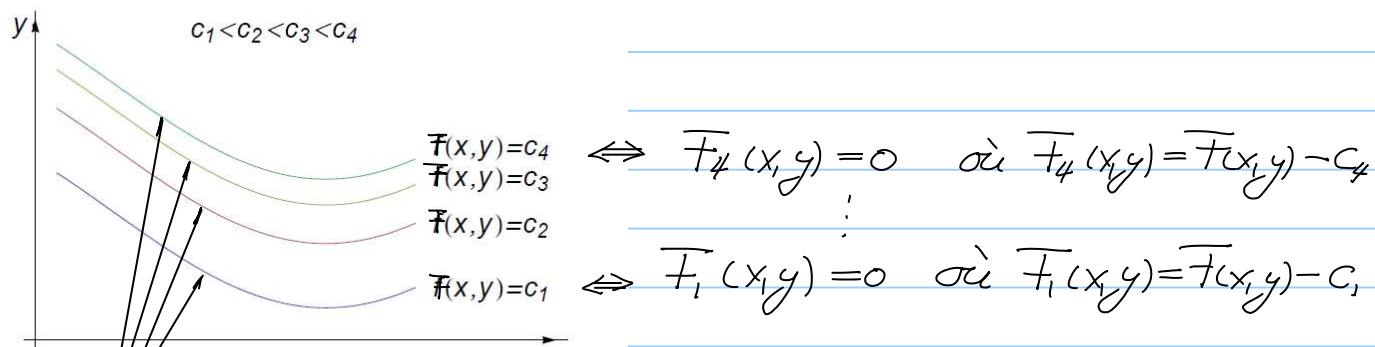 y
c₁<c₂<c₃<c₄
F(x,y)=c₄ ⇔ F₄(x,y)=0 où F₄(x,y)=F(x,y)-C₄
F(x,y)=c₃
⋮
F(x,y)=c₂
F(x,y)=c₁ ⇔ F₁(x,y)=0 où F₁(x,y)=F(x,y)-C₁